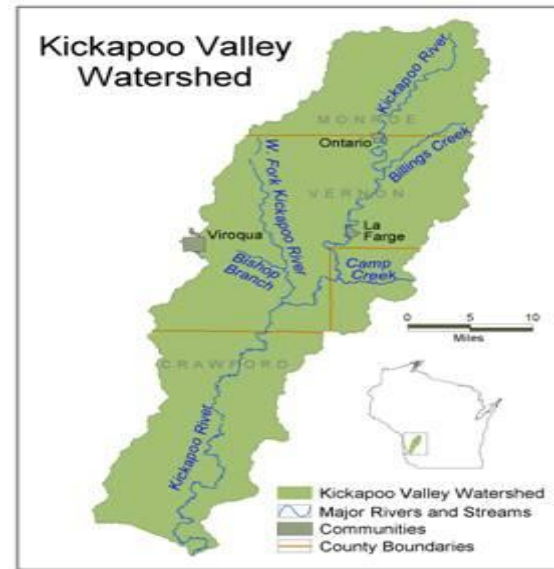 Kickapoo Valley
Watershed
Kickapoo River
MONROE
Ontario
Billings Creek
W. Fork Kickapoo River
VERNON
Viroqua
La
Farge
Bishop
Branch
Camp
Creek
0 5 10
Miles
CRAWFORD
Kickapoo River
Kickapoo Valley Watershed
Major Rivers and Streams
Communities
County Boundaries